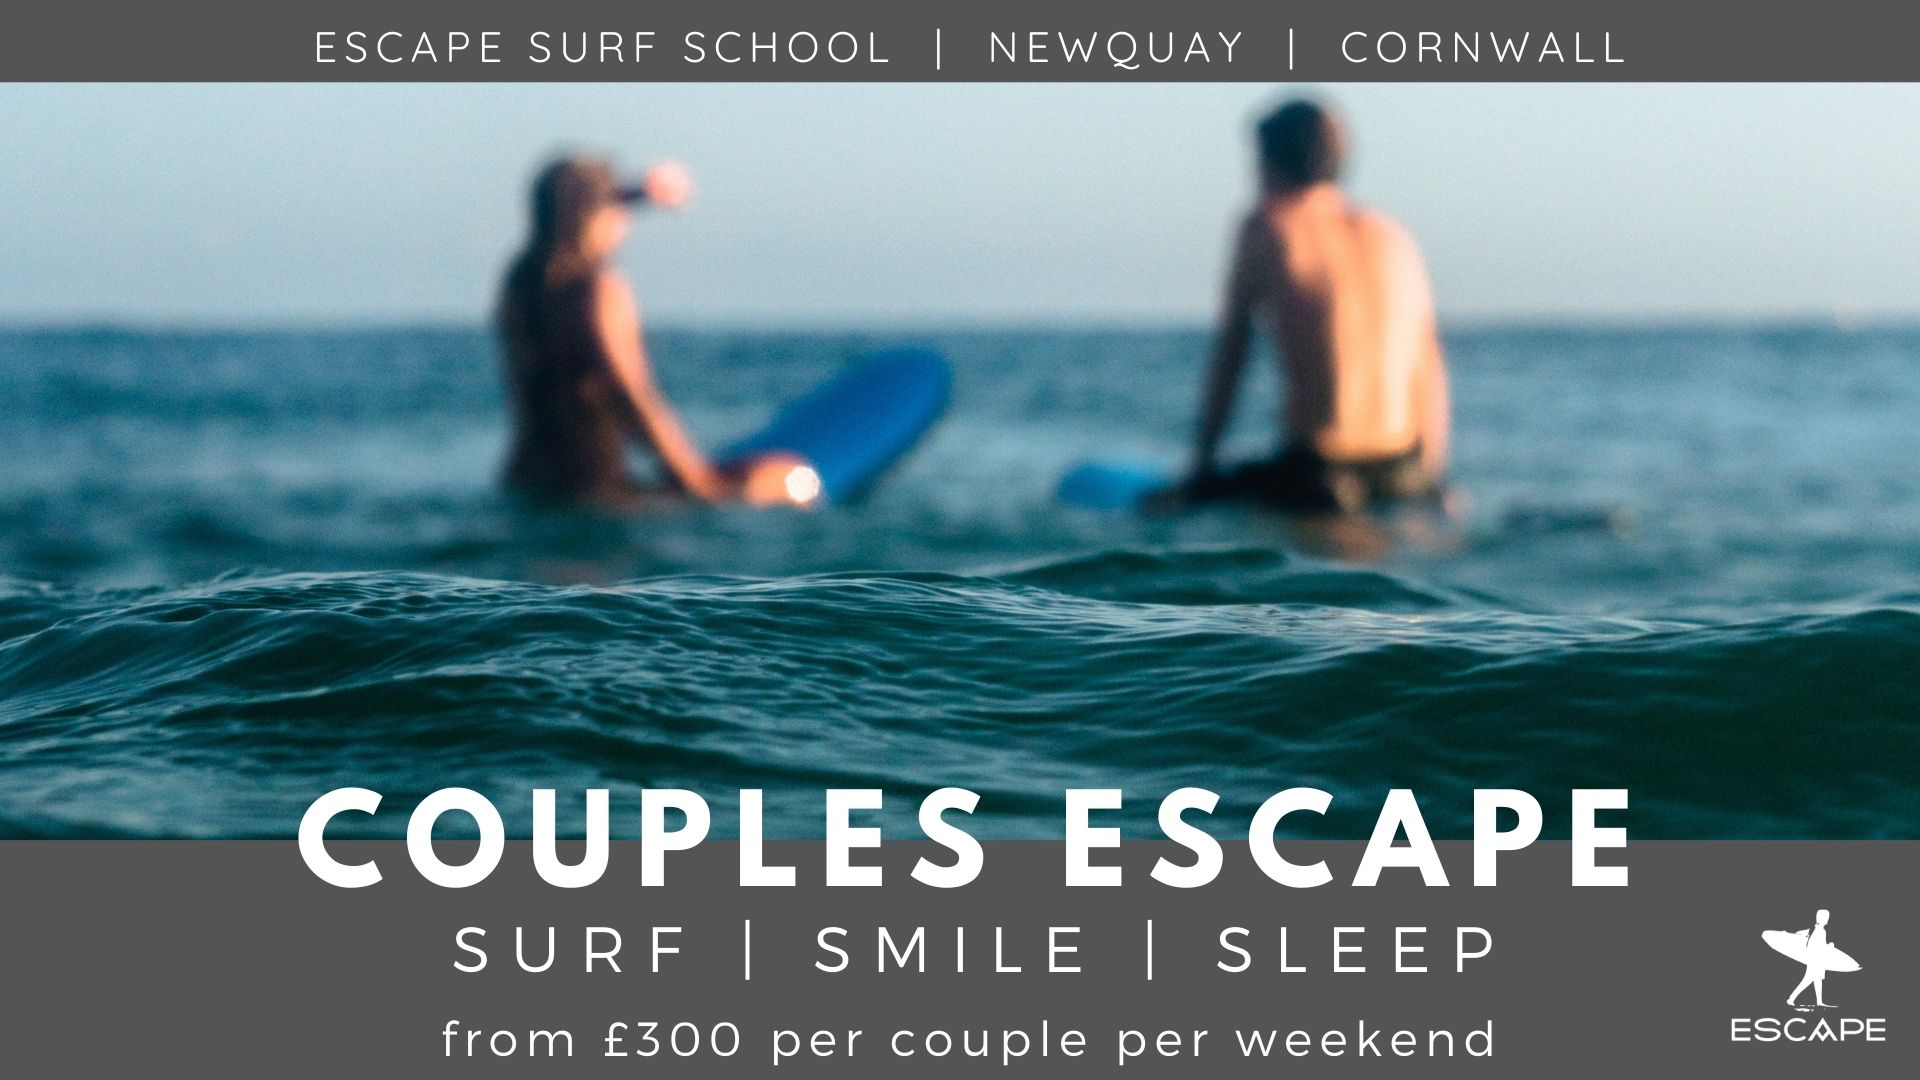 ESCAPE SURF SCHOOL | NEWQUAY | CORNWALL
COUPLES ESCAPE
SURF | SMILE | SLEEP
from £300 per couple per weekend
ESCAPE